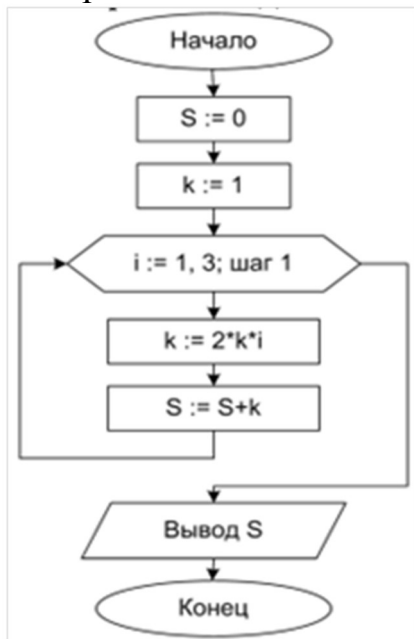 Начало
S := 0
k := 1
i := 1, 3; шаг 1
k := 2*k*i
S := S+k
Вывод S
Конец